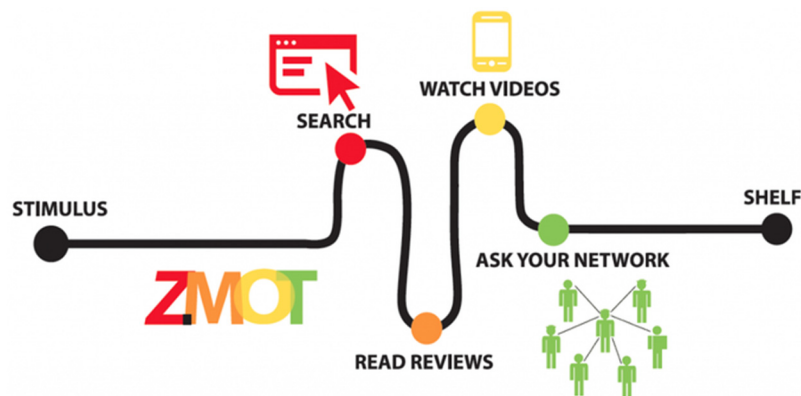 STIMULUS
SEARCH
READ REVIEWS
WATCH VIDEOS
ASK YOUR NETWORK
SHELF
ZMOT